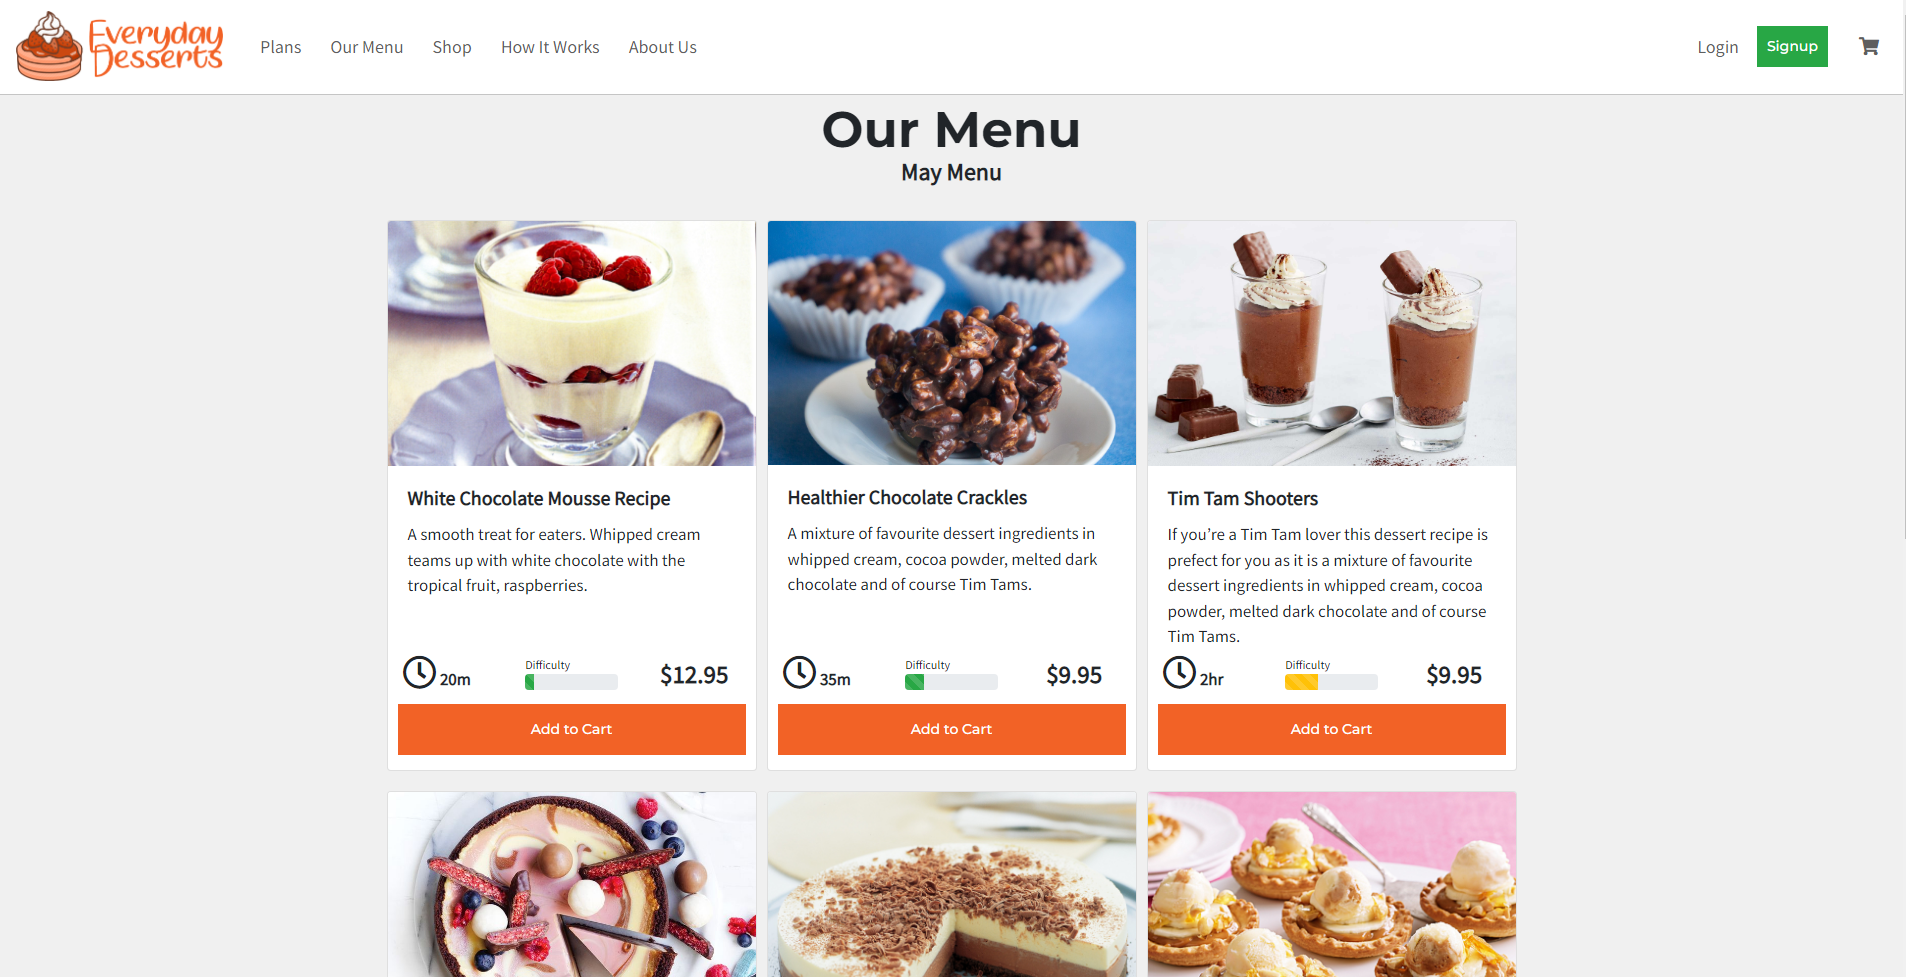 Everyday
Desserts
Plans
Our Menu
Shop
How It Works
About Us
Login
Signup
Our Menu
May Menu
White Chocolate Mousse Recipe
A smooth treat for eaters. Whipped cream
teams up with white chocolate with the
tropical fruit, raspberries.
20m
Difficulty
$12.95
Add to Cart
Healthier Chocolate Crackles
A mixture of favourite dessert ingredients in
whipped cream, cocoa powder, melted dark
chocolate and of course Tim Tams.
35m
Difficulty
$9.95
Add to Cart
Tim Tam Shooters
If you’re a Tim Tam lover this dessert recipe is
prefect for you as it is a mixture of favourite
dessert ingredients in whipped cream, cocoa
powder, melted dark chocolate and of course
Tim Tams.
2hr
Difficulty
$9.95
Add to Cart